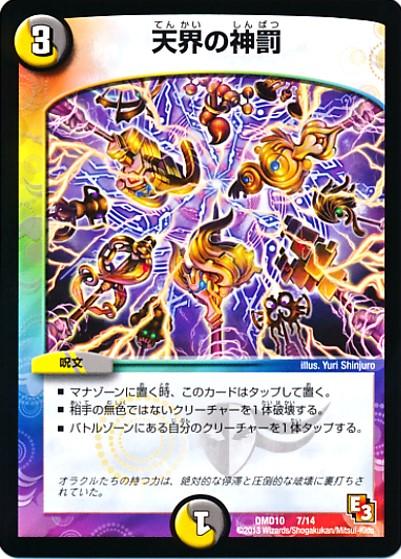 3
てんかい しんばつ
天界の神罰
illus. Yuri Shinjuro
呪文
■ マナゾーンに置く時、このカードはタップして置く。
■ 相手の無色ではないクリーチャーを1体破壊する。
■ バトルゾーンにある自分のクリーチャーを1体タップする。
オラクルたちの持つ力は、絶対的な停滞と圧倒的な破壊に裏打ち
されていた。
E3
1
DMD10 7/14
©2013 Wizards/Shogakukan/Mitsui-Kids